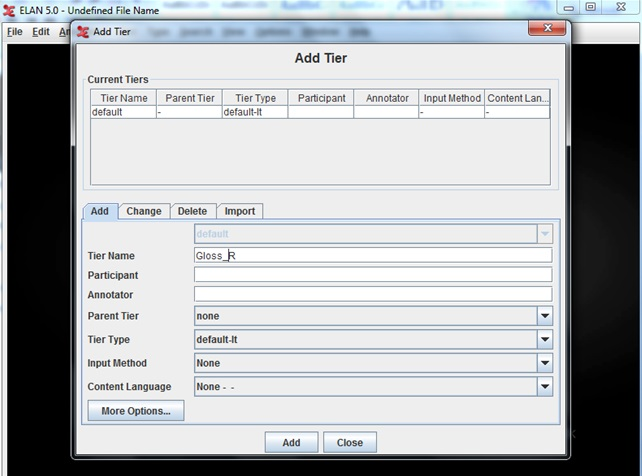 ELAN 5.0 - Undefined File Name
File Edit
Add Tier
Add Tier
Current Tiers
Tier Name Parent Tier Tier Type Participant Annotator Input Method Content Lan...
default - default-lt - -
Add Change Delete Import
default
Tier Name Gloss_R
Participant
Annotator
Parent Tier none
Tier Type default-lt
Input Method None
Content Language None - -
More Options...
Add Close